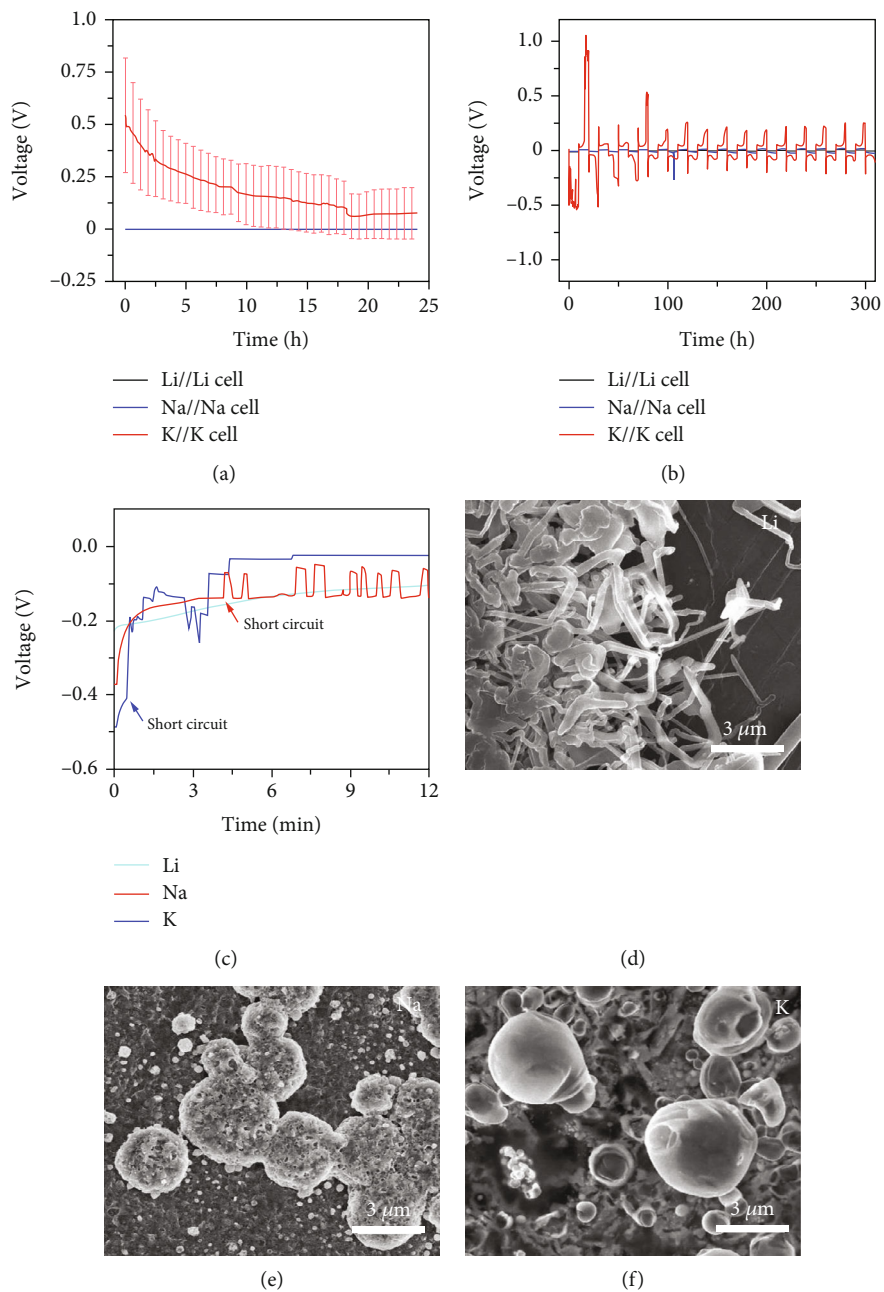 1.00
0.75
0.5
0.25
0
−0.25
Voltage (V)
0 5 10 15 20 25
Time (h)
Li//Li cell
Na//Na cell
K//K cell
(a)
1.0
0.5
0
−0.5
−1.0
Voltage (V)
0 100 200 300
Time (h)
Li//Li cell
Na//Na cell
K//K cell
(b)
0.0
−0.2
−0.4
−0.6
Voltage (V)
Short circuit
Short circuit
0 3 6 9 12
Time (min)
Li
Na
K
(c)
Li
3 μm
(d)
Na
3 μm
(e)
K
3 μm
(f)